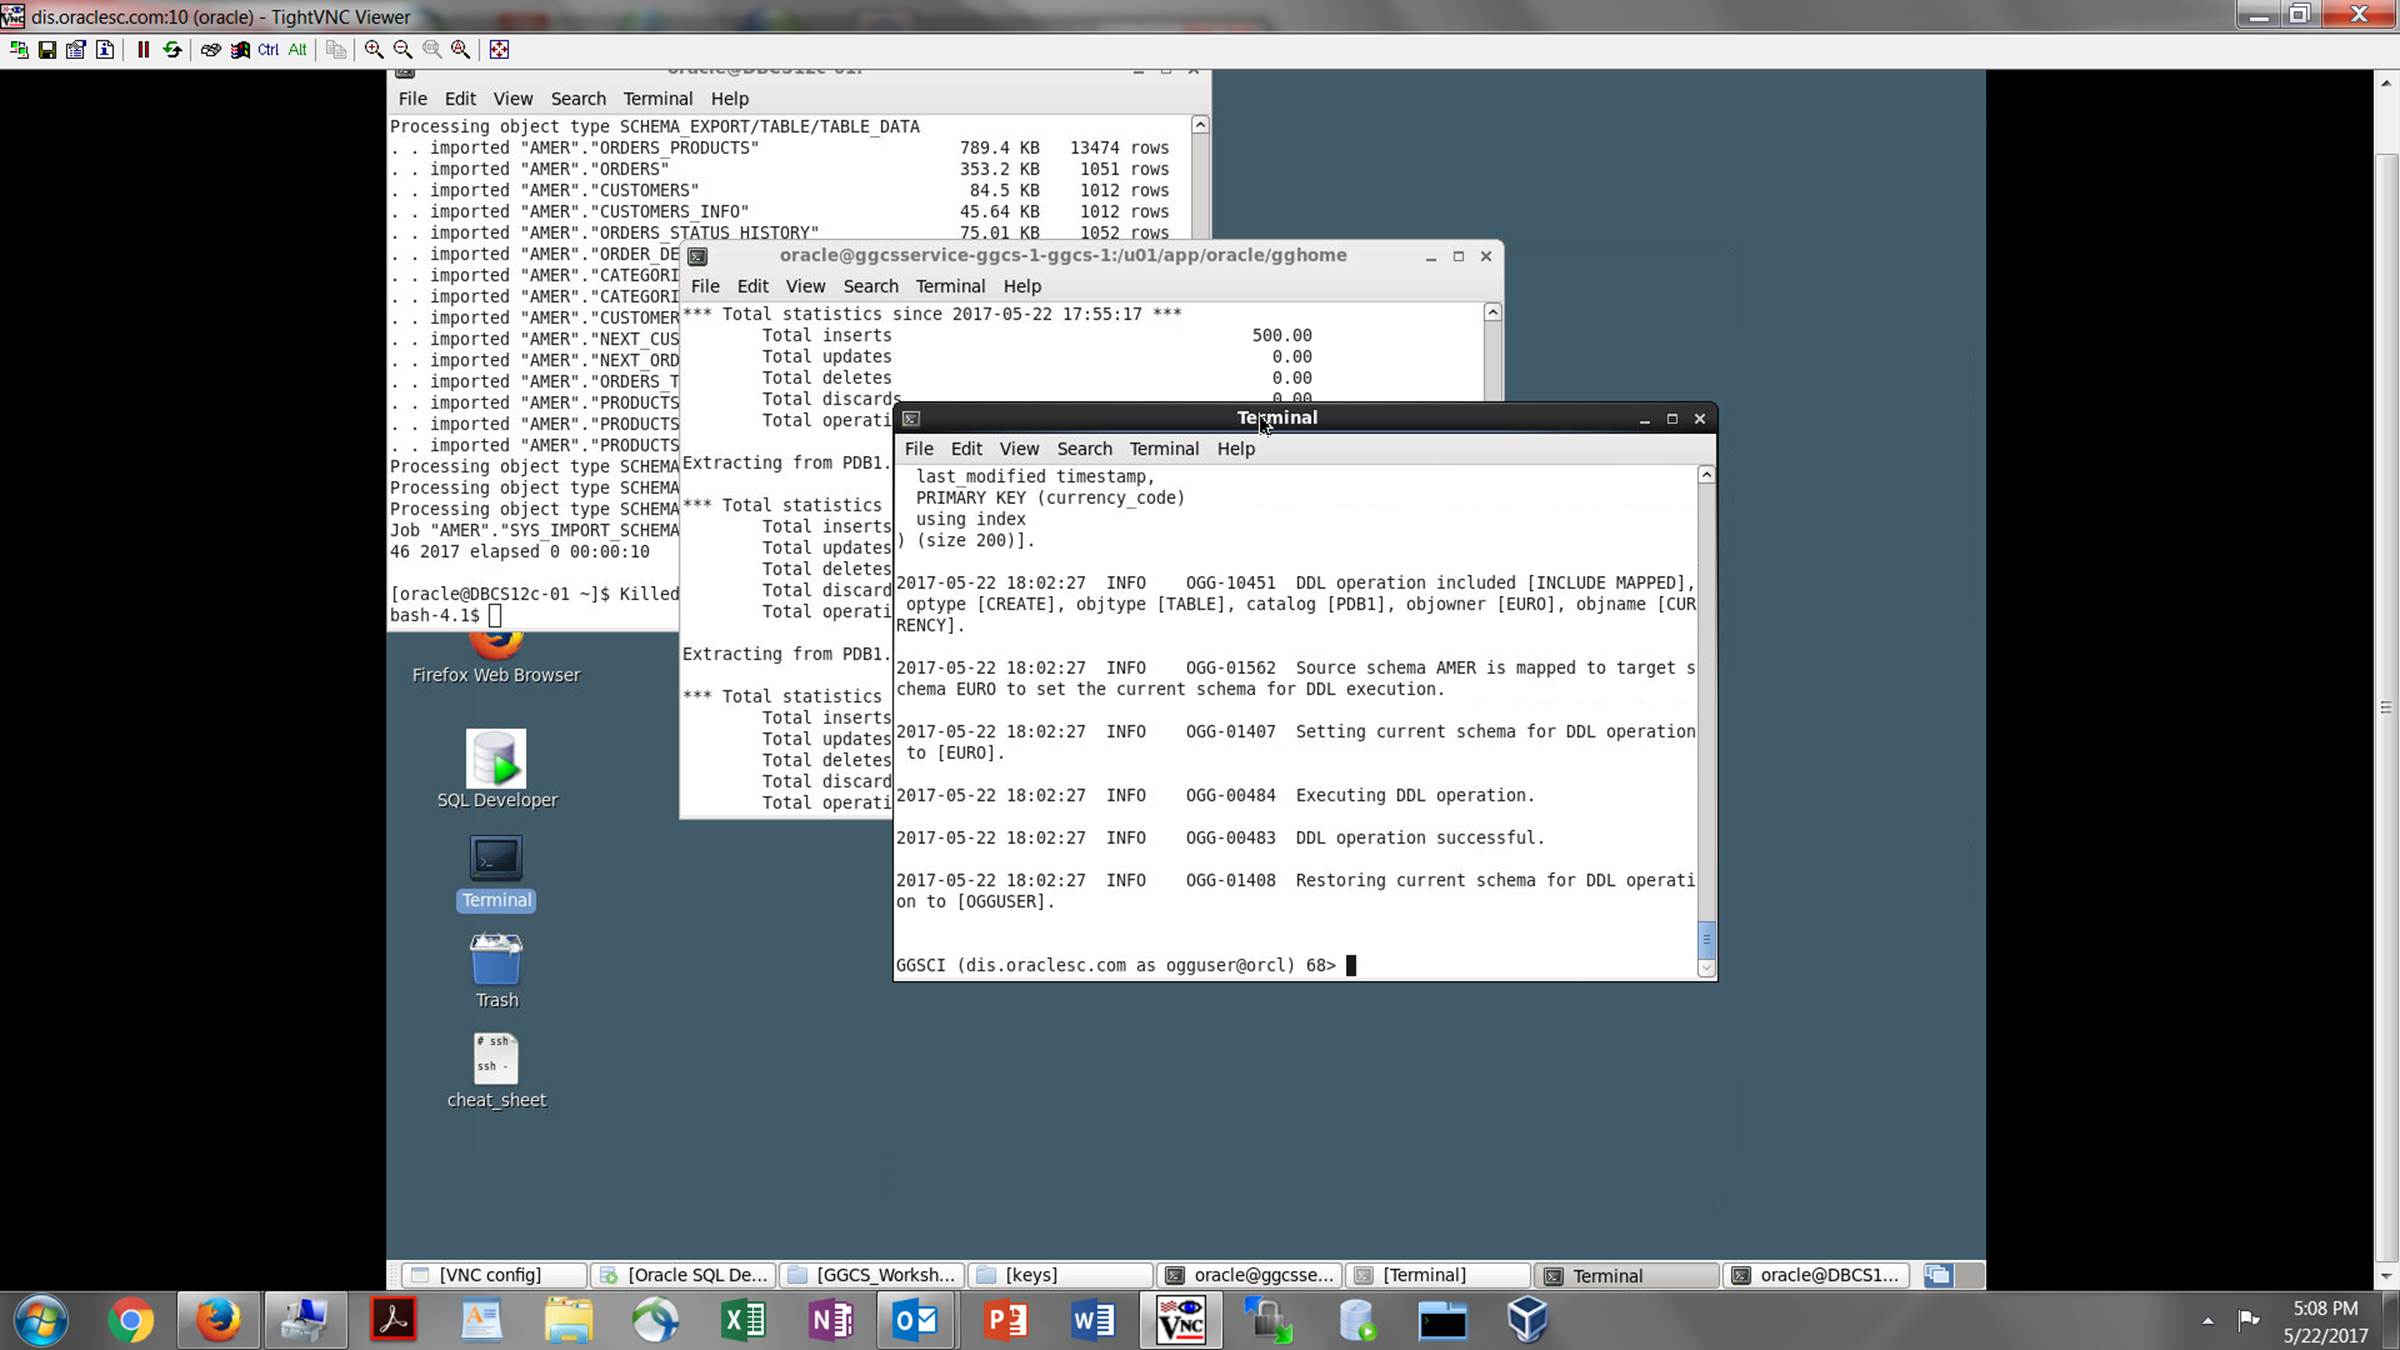 dis.oraclesc.com:10 (oracle) - TightVNC Viewer
Ctrl Alt
oracle@DBCS12c-01:
File Edit View Search Terminal Help
Processing object type SCHEMA_EXPORT/TABLE/TABLE_DATA
. . imported "AMER"."ORDERS_PRODUCTS" 789.4 KB 13474 rows
. . imported "AMER"."ORDERS" 353.2 KB 1051 rows
. . imported "AMER"."CUSTOMERS" 84.5 KB 1012 rows
. . imported "AMER"."CUSTOMERS_INFO" 45.64 KB 1012 rows
. . imported "AMER"."ORDERS_STATUS_HISTORY" 75.01 KB 1052 rows
. . imported "AMER"."ORDER_DE
. . imported "AMER"."CATEGORI
. . imported "AMER"."CATEGORI
. . imported "AMER"."CUSTOMER
. . imported "AMER"."NEXT_CUS
. . imported "AMER"."NEXT_ORD
. . imported "AMER"."ORDERS_T
. . imported "AMER"."PRODUCTS
. . imported "AMER"."PRODUCTS
. . imported "AMER"."PRODUCTS
Processing object type SCHEMA
Processing object type SCHEMA
Processing object type SCHEMA
Job "AMER"."SYS_IMPORT_SCHEMA
46 2017 elapsed 0 00:00:10
[oracle@DBCS12c-01 ~]$ Killed
bash-4.1$
oracle@ggcsservice-ggcs-1-ggcs-1:/u01/app/oracle/gghome
File Edit View Search Terminal Help
*** Total statistics since 2017-05-22 17:55:17 ***
Total inserts 500.00
Total updates 0.00
Total deletes 0.00
Total discards 0.00
Total operati
Extracting from PDB1.
*** Total statistics
Total inserts
Total updates
Total deletes
Total discard
Total operati
Extracting from PDB1.
*** Total statistics
Total inserts
Total updates
Total deletes
Total discard
Total operati
Terminal
File Edit View Search Terminal Help
last_modified timestamp,
PRIMARY KEY (currency_code)
using index
) (size 200)].
2017-05-22 18:02:27 INFO OGG-10451 DDL operation included [INCLUDE MAPPED],
optype [CREATE], objtype [TABLE], catalog [PDB1], objowner [EURO], objname [CUR
RENCY].
2017-05-22 18:02:27 INFO OGG-01562 Source schema AMER is mapped to target s
chema EURO to set the current schema for DDL execution.
2017-05-22 18:02:27 INFO OGG-01407 Setting current schema for DDL operation
to [EURO].
2017-05-22 18:02:27 INFO OGG-00484 Executing DDL operation.
2017-05-22 18:02:27 INFO OGG-00483 DDL operation successful.
2017-05-22 18:02:27 INFO OGG-01408 Restoring current schema for DDL operati
on to [OGGUSER].
GGSCI (dis.oraclesc.com as ogguser@orcl) 68>
Firefox Web Browser
SQL Developer
Terminal
Trash
# ssh
ssh -
cheat_sheet
[VNC config] [Oracle SQL De... [GGCS_Worksh... [keys] oracle@ggcsse... [Terminal] Terminal oracle@DBCS1...
VNC
5:08 PM
5/22/2017